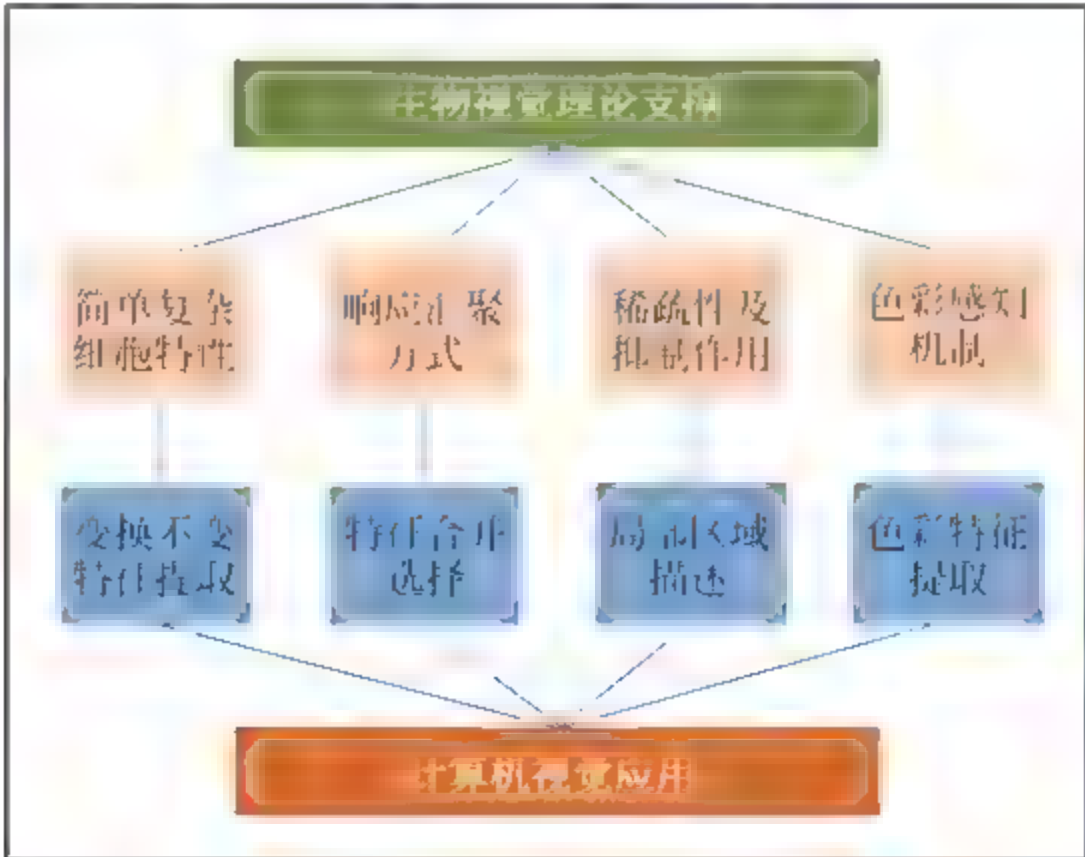 生物视觉理论支撑
简单复杂
细胞特性
响应汇聚
方式
稀疏性及
抑制作用
色彩感知
机制
变换不变
特征提取
特征合并
选择
局部区域
描述
色彩特征
提取
计算机视觉应用